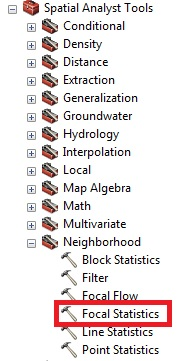 Spatial Analyst Tools
Conditional
Density
Distance
Extraction
Generalization
Groundwater
Hydrology
Interpolation
Local
Map Algebra
Math
Multivariate
Neighborhood
Block Statistics
Filter
Focal Flow
Focal Statistics
Line Statistics
Point Statistics